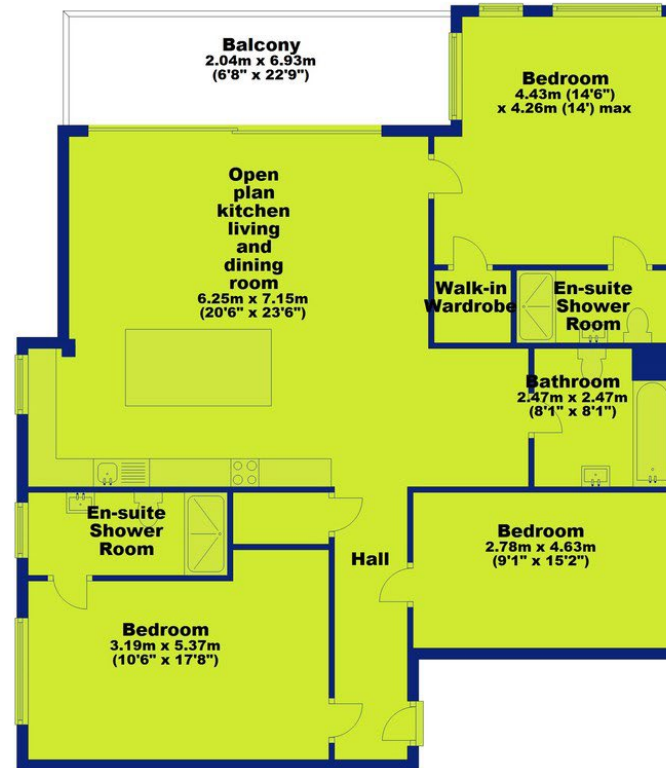 Balcony
2.04m x 6.93m
(6'8" x 22'9")
Bedroom
4.43m (14'6")
x 4.26m (14') max
Open
plan
kitchen
living
and
dining
room
6.25m x 7.15m
(20'6" x 23'6")
Walk-in
Wardrobe
En-suite
Shower
Room
Bathroom
2.47m x 2.47m
(8'1" x 8'1")
En-suite
Shower
Room
Hall
Bedroom
2.78m x 4.63m
(9'1" x 15'2")
Bedroom
3.19m x 5.37m
(10'6" x 17'8")